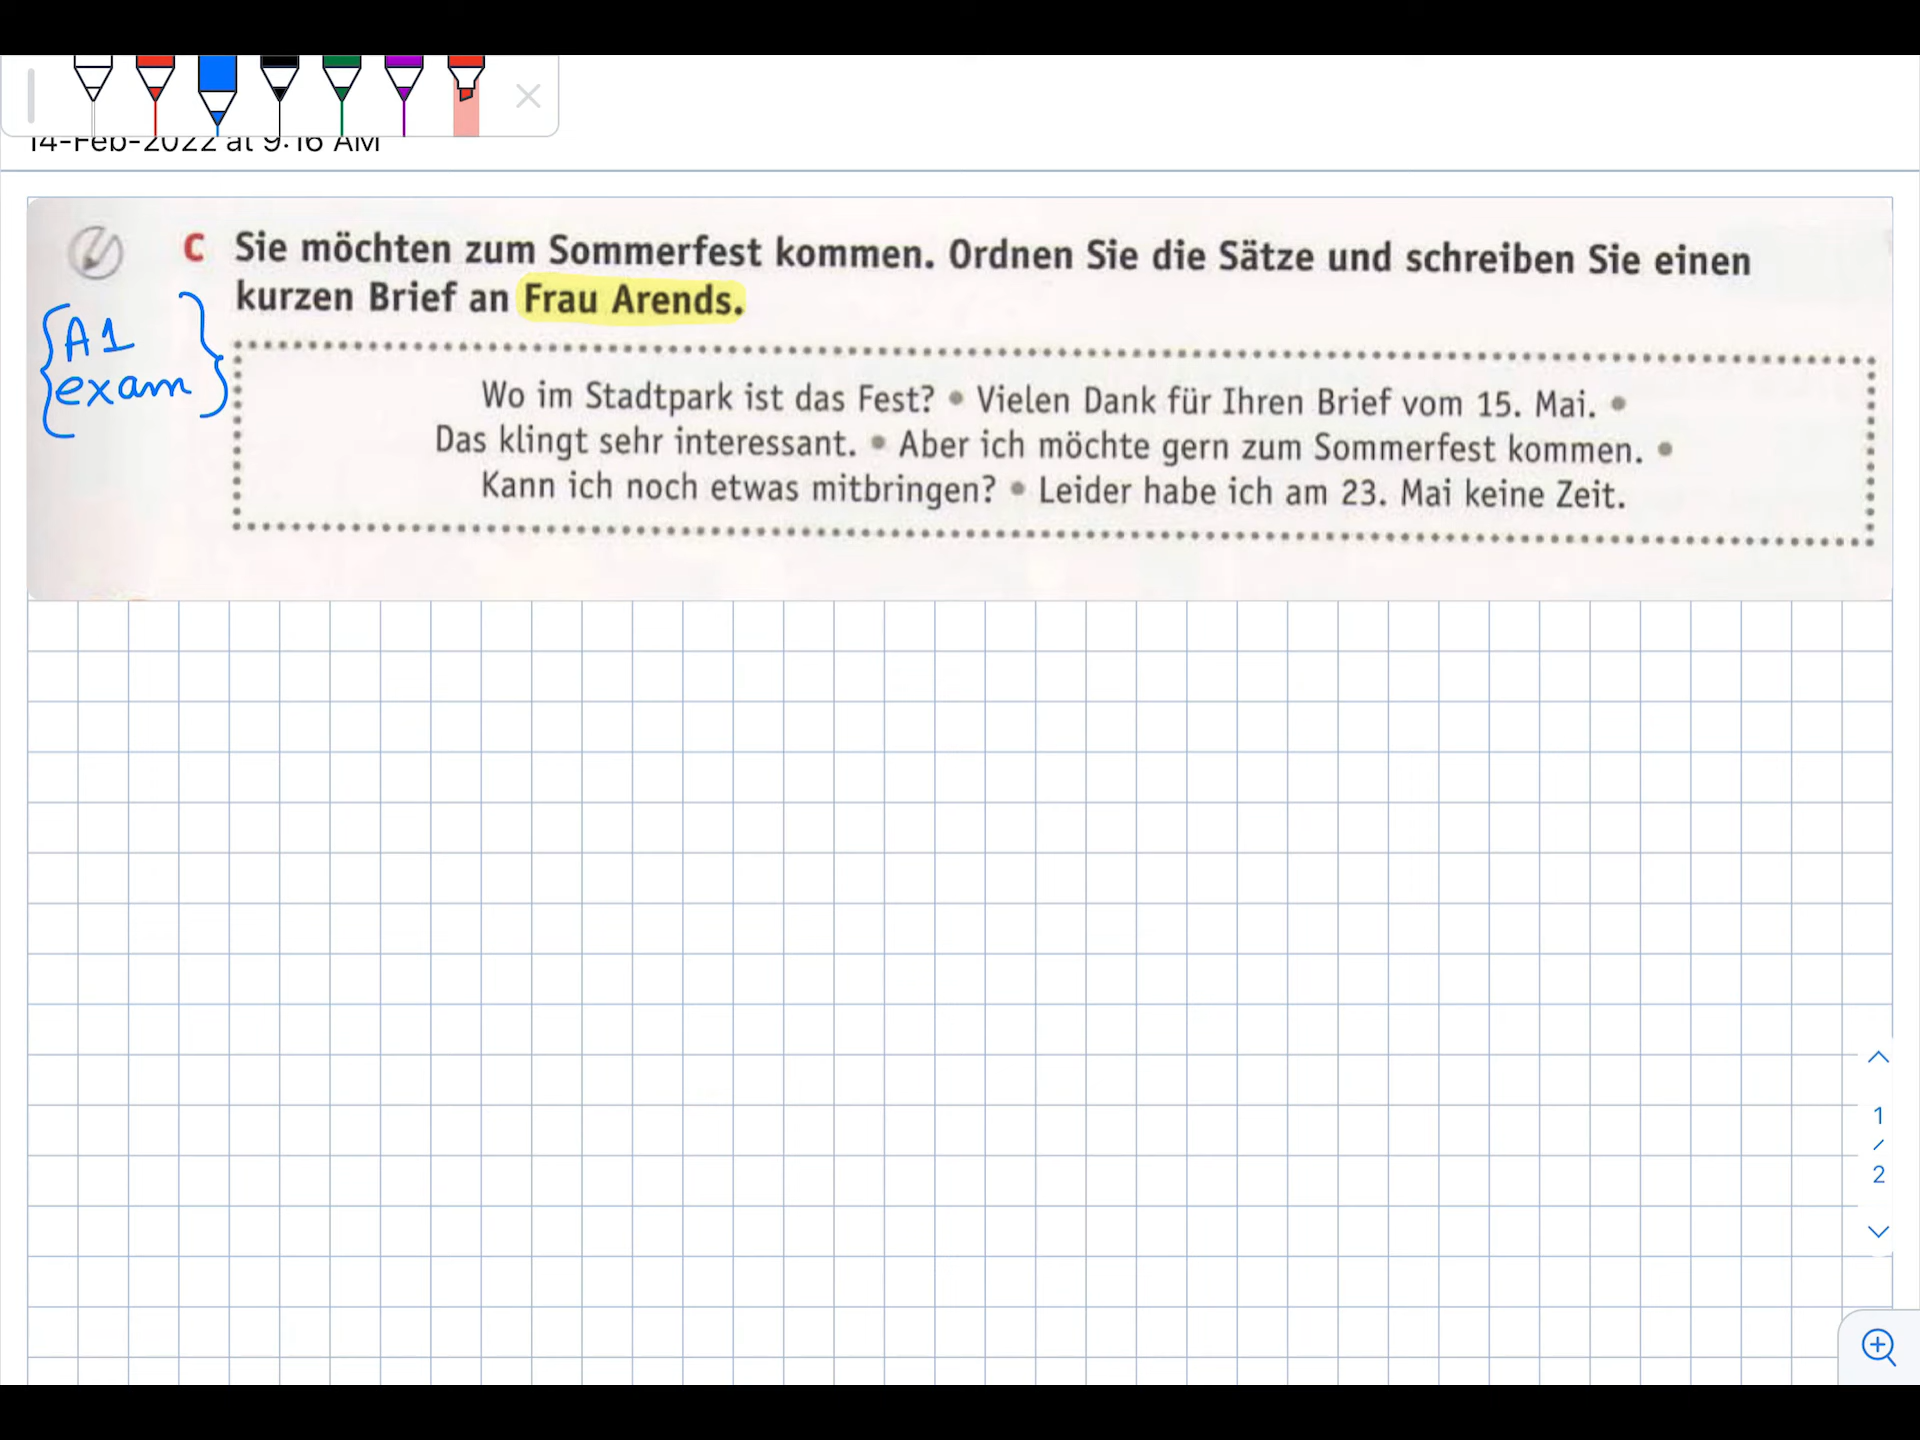 14-Feb-2022 at 9:16 AM
C Sie möchten zum Sommerfest kommen. Ordnen Sie die Sätze und schreiben Sie einen
kurzen Brief an Frau Arends.
{A1
exam}
Wo im Stadtpark ist das Fest? • Vielen Dank für Ihren Brief vom 15. Mai. •
Das klingt sehr interessant. • Aber ich möchte gern zum Sommerfest kommen. •
Kann ich noch etwas mitbringen? • Leider habe ich am 23. Mai keine Zeit.
1
/
2